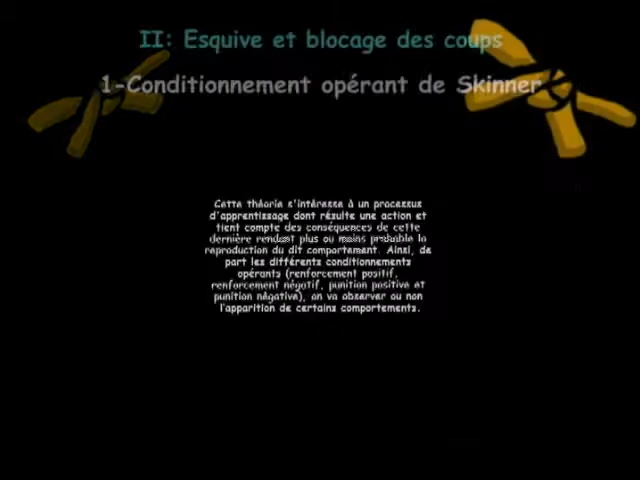 II: Esquive et blocage des coups
1-Conditionnement opérant de Skinner
Cette théorie s'intéresse à un processus
d'apprentissage dont résulte une action et
tient compte des conséquences de cette
dernière rendant plus ou moins probable la
reproduction du dit comportement. Ainsi, de
part les différents conditionnements
opérants (renforcement positif,
renforcement négatif, punition positive et
punition négative), on va observer ou non
l'apparition de certains comportements.